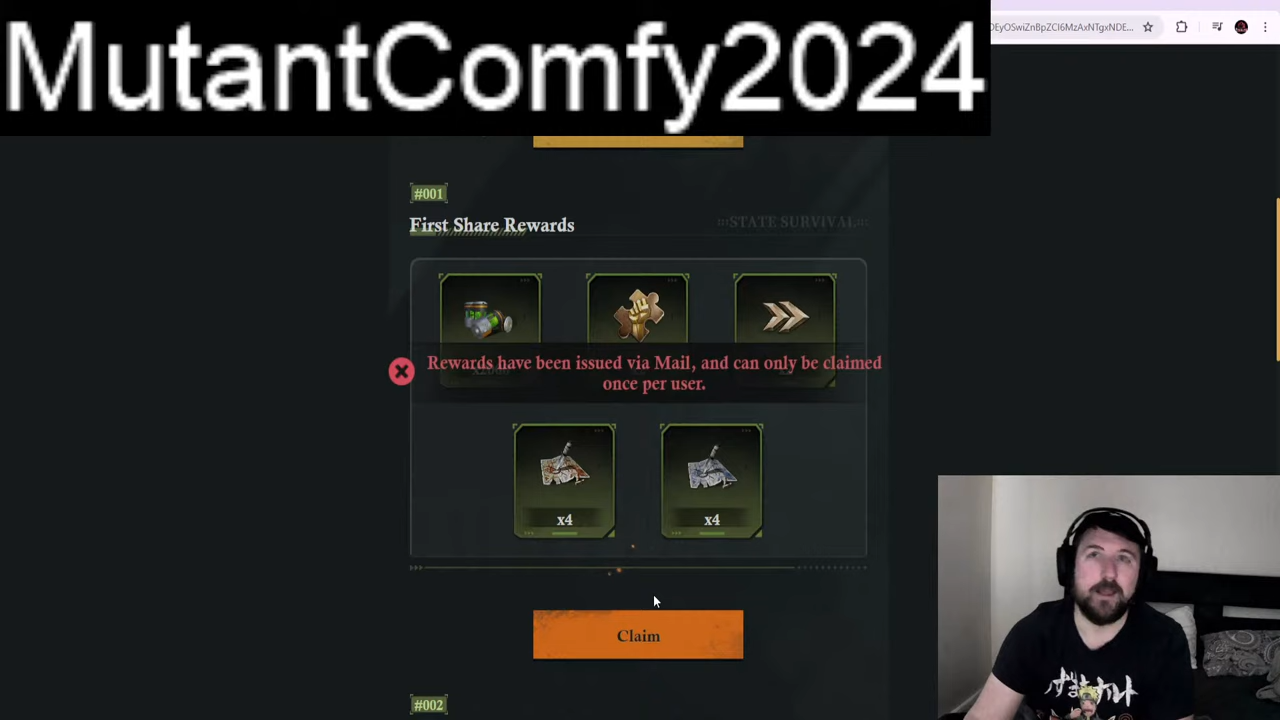 MutantComfy2024
DEyOSwiZnBpZCI6MzAxNTgxNDE...
#001
First Share Rewards
:::STATE SURVIVAL:::
Rewards have been issued via Mail, and can only be claimed
once per user.
x4
x4
Claim
#002